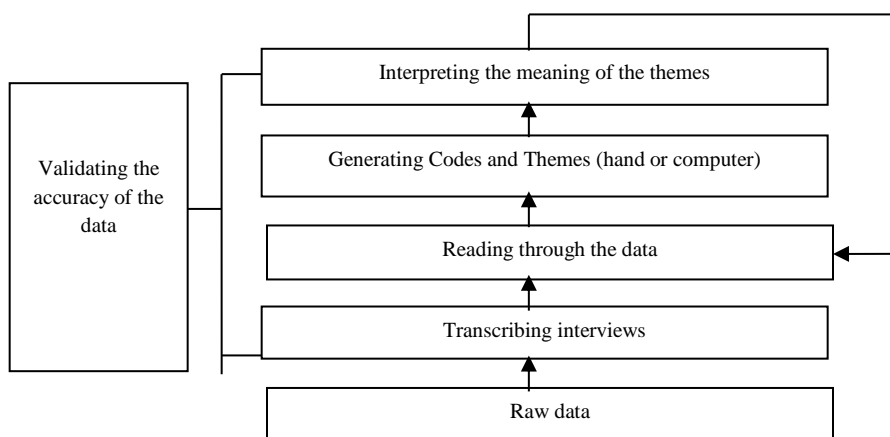 Interpreting the meaning of the themes
Generating Codes and Themes (hand or computer)
Validating the
accuracy of the
data
Reading through the data
Transcribing interviews
Raw data